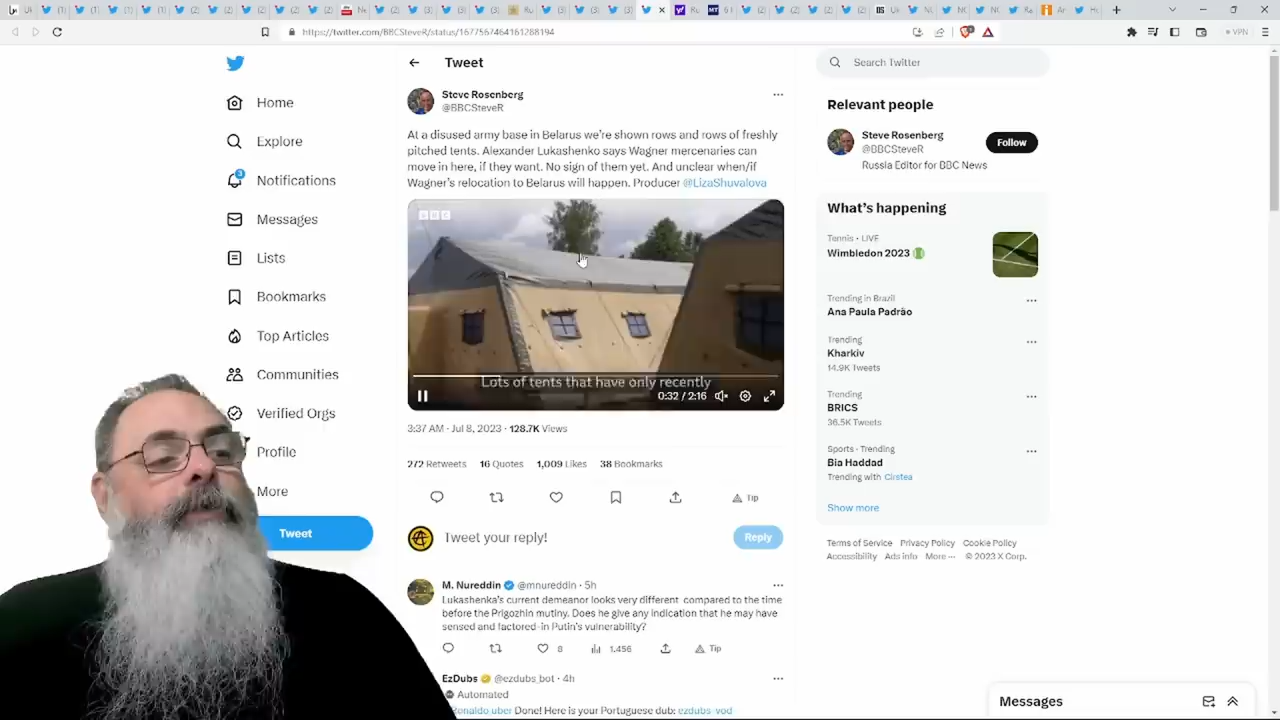 https://twitter.com/BBCSteveR/status/1677567464161288194
VPN
Home
Explore
3
Notifications
Messages
Lists
Bookmarks
Top Articles
Communities
Verified Orgs
Profile
More
Tweet
Tweet
Steve Rosenberg
@BBCSteveR
At a disused army base in Belarus we're shown rows and rows of freshly
pitched tents. Alexander Lukashenko says Wagner mercenaries can
move in here, if they want. No sign of them yet. And unclear when/if
Wagner's relocation to Belarus will happen. Producer @LizaShuvalova
BBC
Lots of tents that have only recently
0:32 / 2:16
3:37 AM · Jul 8, 2023 · 128.7K Views
272 Retweets 16 Quotes 1,009 Likes 38 Bookmarks
Tip
Tweet your reply!
Reply
M. Nureddin @mnureddin · 5h
Lukashenka's current demeanor looks very different compared to the time
before the Prigozhin mutiny. Does he give any indication that he may have
sensed and factored-in Putin's vulnerability?
8 1.456 Tip
EzDubs @ezdubs_bot · 4h
Automated
Ronaldo uber Done! Here is your Portuguese dub: ezdubs vod
Search Twitter
Relevant people
Steve Rosenberg
@BBCSteveR
Follow
Russia Editor for BBC News
What's happening
Tennis · LIVE
Wimbledon 2023
Trending in Brazil
Ana Paula Padrão
Trending
Kharkiv
14.9K Tweets
Trending
BRICS
36.5K Tweets
Sports · Trending
Bia Haddad
Trending with Cirstea
Show more
Terms of Service Privacy Policy Cookie Policy
Accessibility Ads info More ··· © 2023 X Corp.
Messages